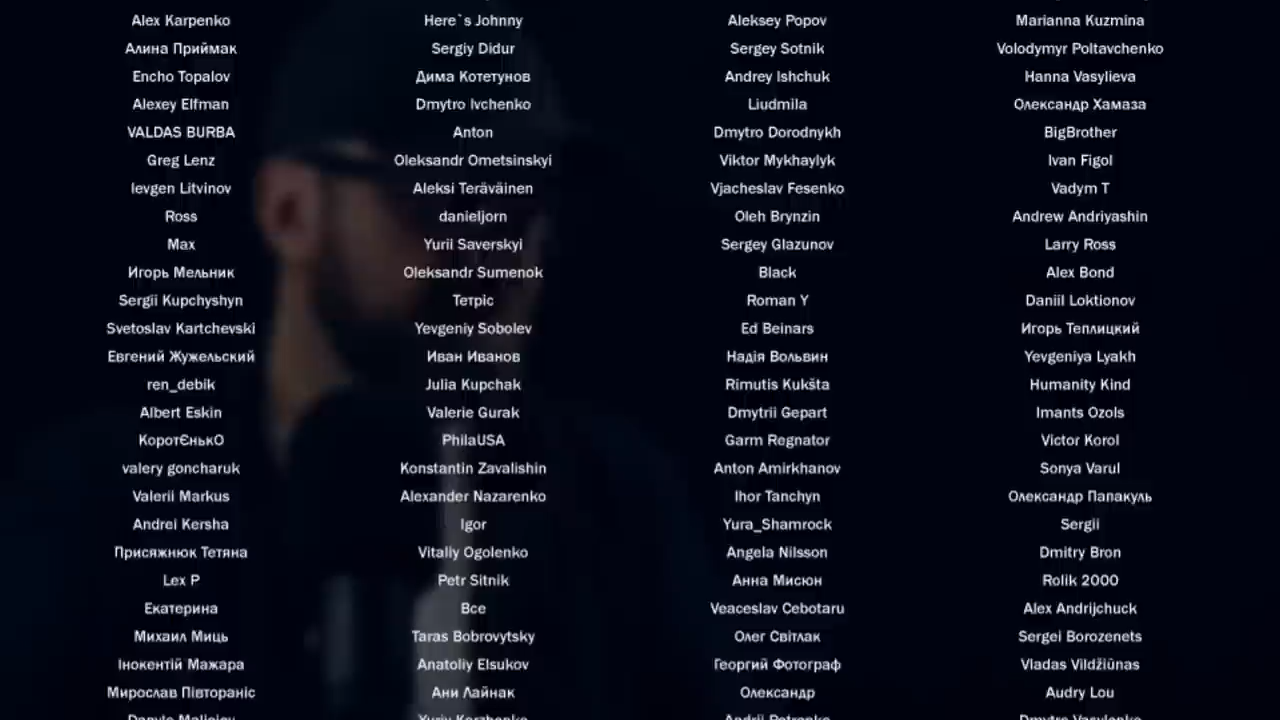 Alex Karpenko
Here`s Johnny
Aleksey Popov
Marianna Kuzmina
Алина Приймак
Sergiy Didur
Sergey Sotnik
Volodymyr Poltavchenko
Encho Topalov
Дима Котетунов
Andrey Ishchuk
Hanna Vasylieva
Alexey Elfman
Dmytro Ivchenko
Liudmila
Олександр Хамаза
VALDAS BURBA
Anton
Dmytro Dorodnykh
BigBrother
Greg Lenz
Oleksandr Ometsinskyi
Viktor Mykhaylyk
Ivan Figol
Ievgen Litvinov
Aleksi Teräväinen
Vjacheslav Fesenko
Vadym T
Ross
danieljorn
Oleh Brynzin
Andrew Andriyashin
Max
Yurii Saverskyi
Sergey Glazunov
Larry Ross
Игорь Мельник
Oleksandr Sumenok
Black
Alex Bond
Sergii Kupchyshyn
Тетріс
Roman Y
Daniil Loktionov
Svetoslav Kartchevski
Yevgeniy Sobolev
Ed Beinars
Игорь Теплицкий
Евгений Жужельский
Иван Иванов
Надія Вольвин
Yevgeniya Lyakh
ren_debik
Julia Kupchak
Rimutis Kukšta
Humanity Kind
Albert Eskin
Valerie Gurak
Dmytrii Gepart
Imants Ozols
КоротЄнькО
PhilaUSA
Garm Regnator
Victor Korol
valery goncharuk
Konstantin Zavalishin
Anton Amirkhanov
Sonya Varul
Valerii Markus
Alexander Nazarenko
Ihor Tanchyn
Олександр Папакуль
Andrei Kersha
Igor
Yura_Shamrock
Sergii
Присяжнюк Тетяна
Vitaliy Ogolenko
Angela Nilsson
Dmitry Bron
Lex P
Petr Sitnik
Анна Мисюн
Rolik 2000
Екатерина
Все
Veaceslav Cebotaru
Alex Andrijchuck
Михаил Миць
Taras Bobrovytsky
Олег Світлак
Sergei Borozenets
Інокентій Мажара
Anatoliy Elsukov
Георгий Фотограф
Vladas Vildžiūnas
Мирослав Півтораніс
Ани Лайнак
Олександр
Audry Lou